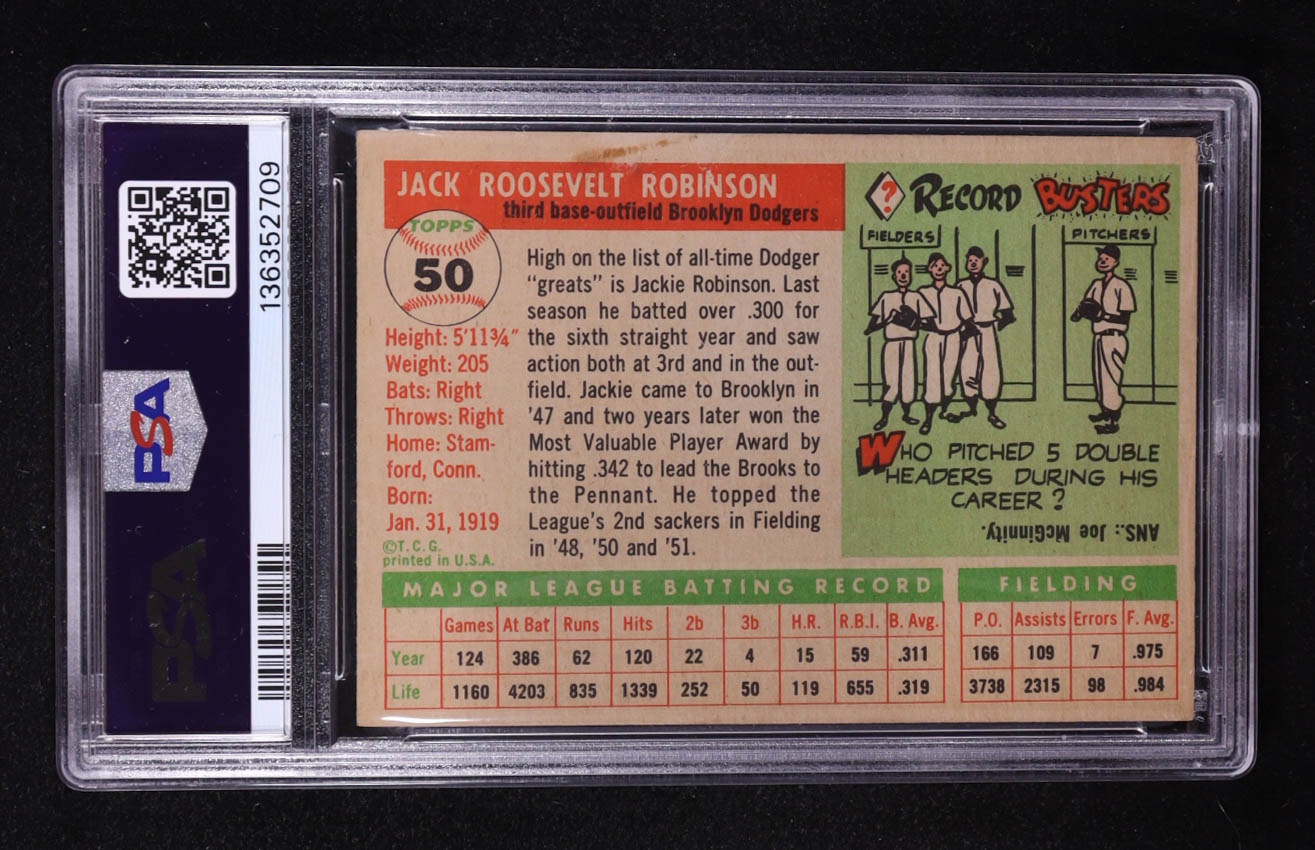 136352709
PSA
PSA
JACK ROOSEVELT ROBINSON
third base-outfield Brooklyn Dodgers
TOPPS
50
Height: 5'11¾"
Weight: 205
Bats: Right
Throws: Right
Home: Stam-
ford, Conn.
Born:
Jan. 31, 1919
©T.C.G.
printed in U.S.A.
High on the list of all-time Dodger
"greats" is Jackie Robinson. Last
season he batted over .300 for
the sixth straight year and saw
action both at 3rd and in the out-
field. Jackie came to Brooklyn in
'47 and two years later won the
Most Valuable Player Award by
hitting .342 to lead the Brooks to
the Pennant. He topped the
League's 2nd sackers in Fielding
in '48, '50 and '51.
? RECORD BUSTERS
FIELDERS
PITCHERS
WHO PITCHED 5 DOUBLE
HEADERS DURING HIS
CAREER?
ANS.: Joe McGinnity.
MAJOR LEAGUE BATTING RECORD
FIELDING
Games At Bat Runs Hits 2b 3b H.R. R.B.I. B. Avg. P.O. Assists Errors F. Avg.
Year 124 386 62 120 22 4 15 59 .311 166 109 7 .975
Life 1160 4203 835 1339 252 50 119 655 .319 3738 2315 98 .984